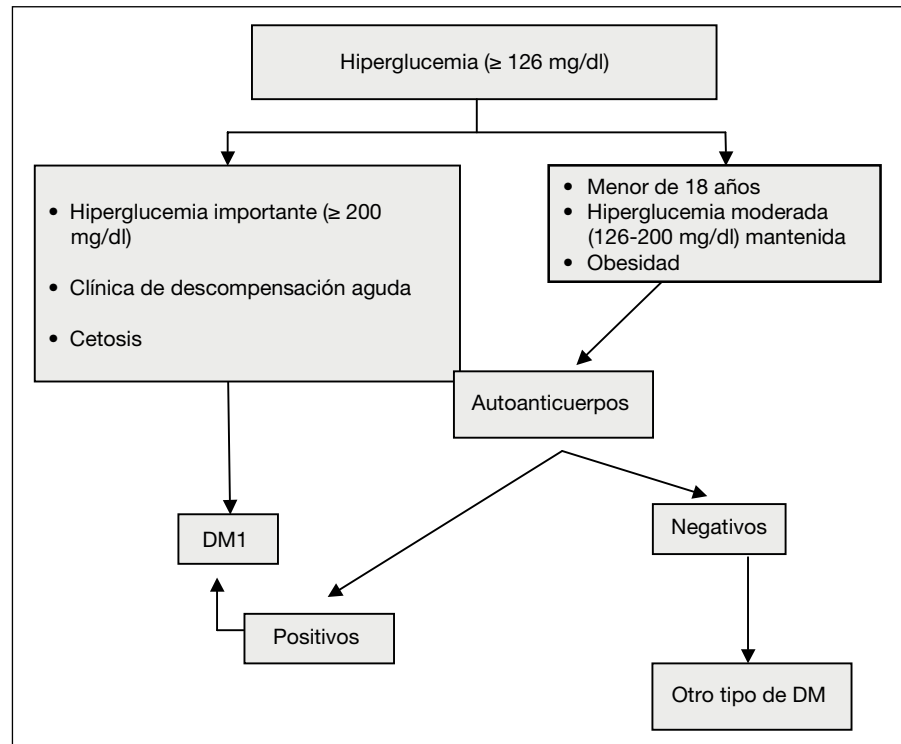 Hiperglucemia (≥ 126 mg/dl)
• Hiperglucemia importante (≥ 200
mg/dl)
• Clínica de descompensación aguda
• Cetosis
• Menor de 18 años
• Hiperglucemia moderada
(126-200 mg/dl) mantenida
• Obesidad
Autoanticuerpos
DM1
Negativos
Positivos
Otro tipo de DM